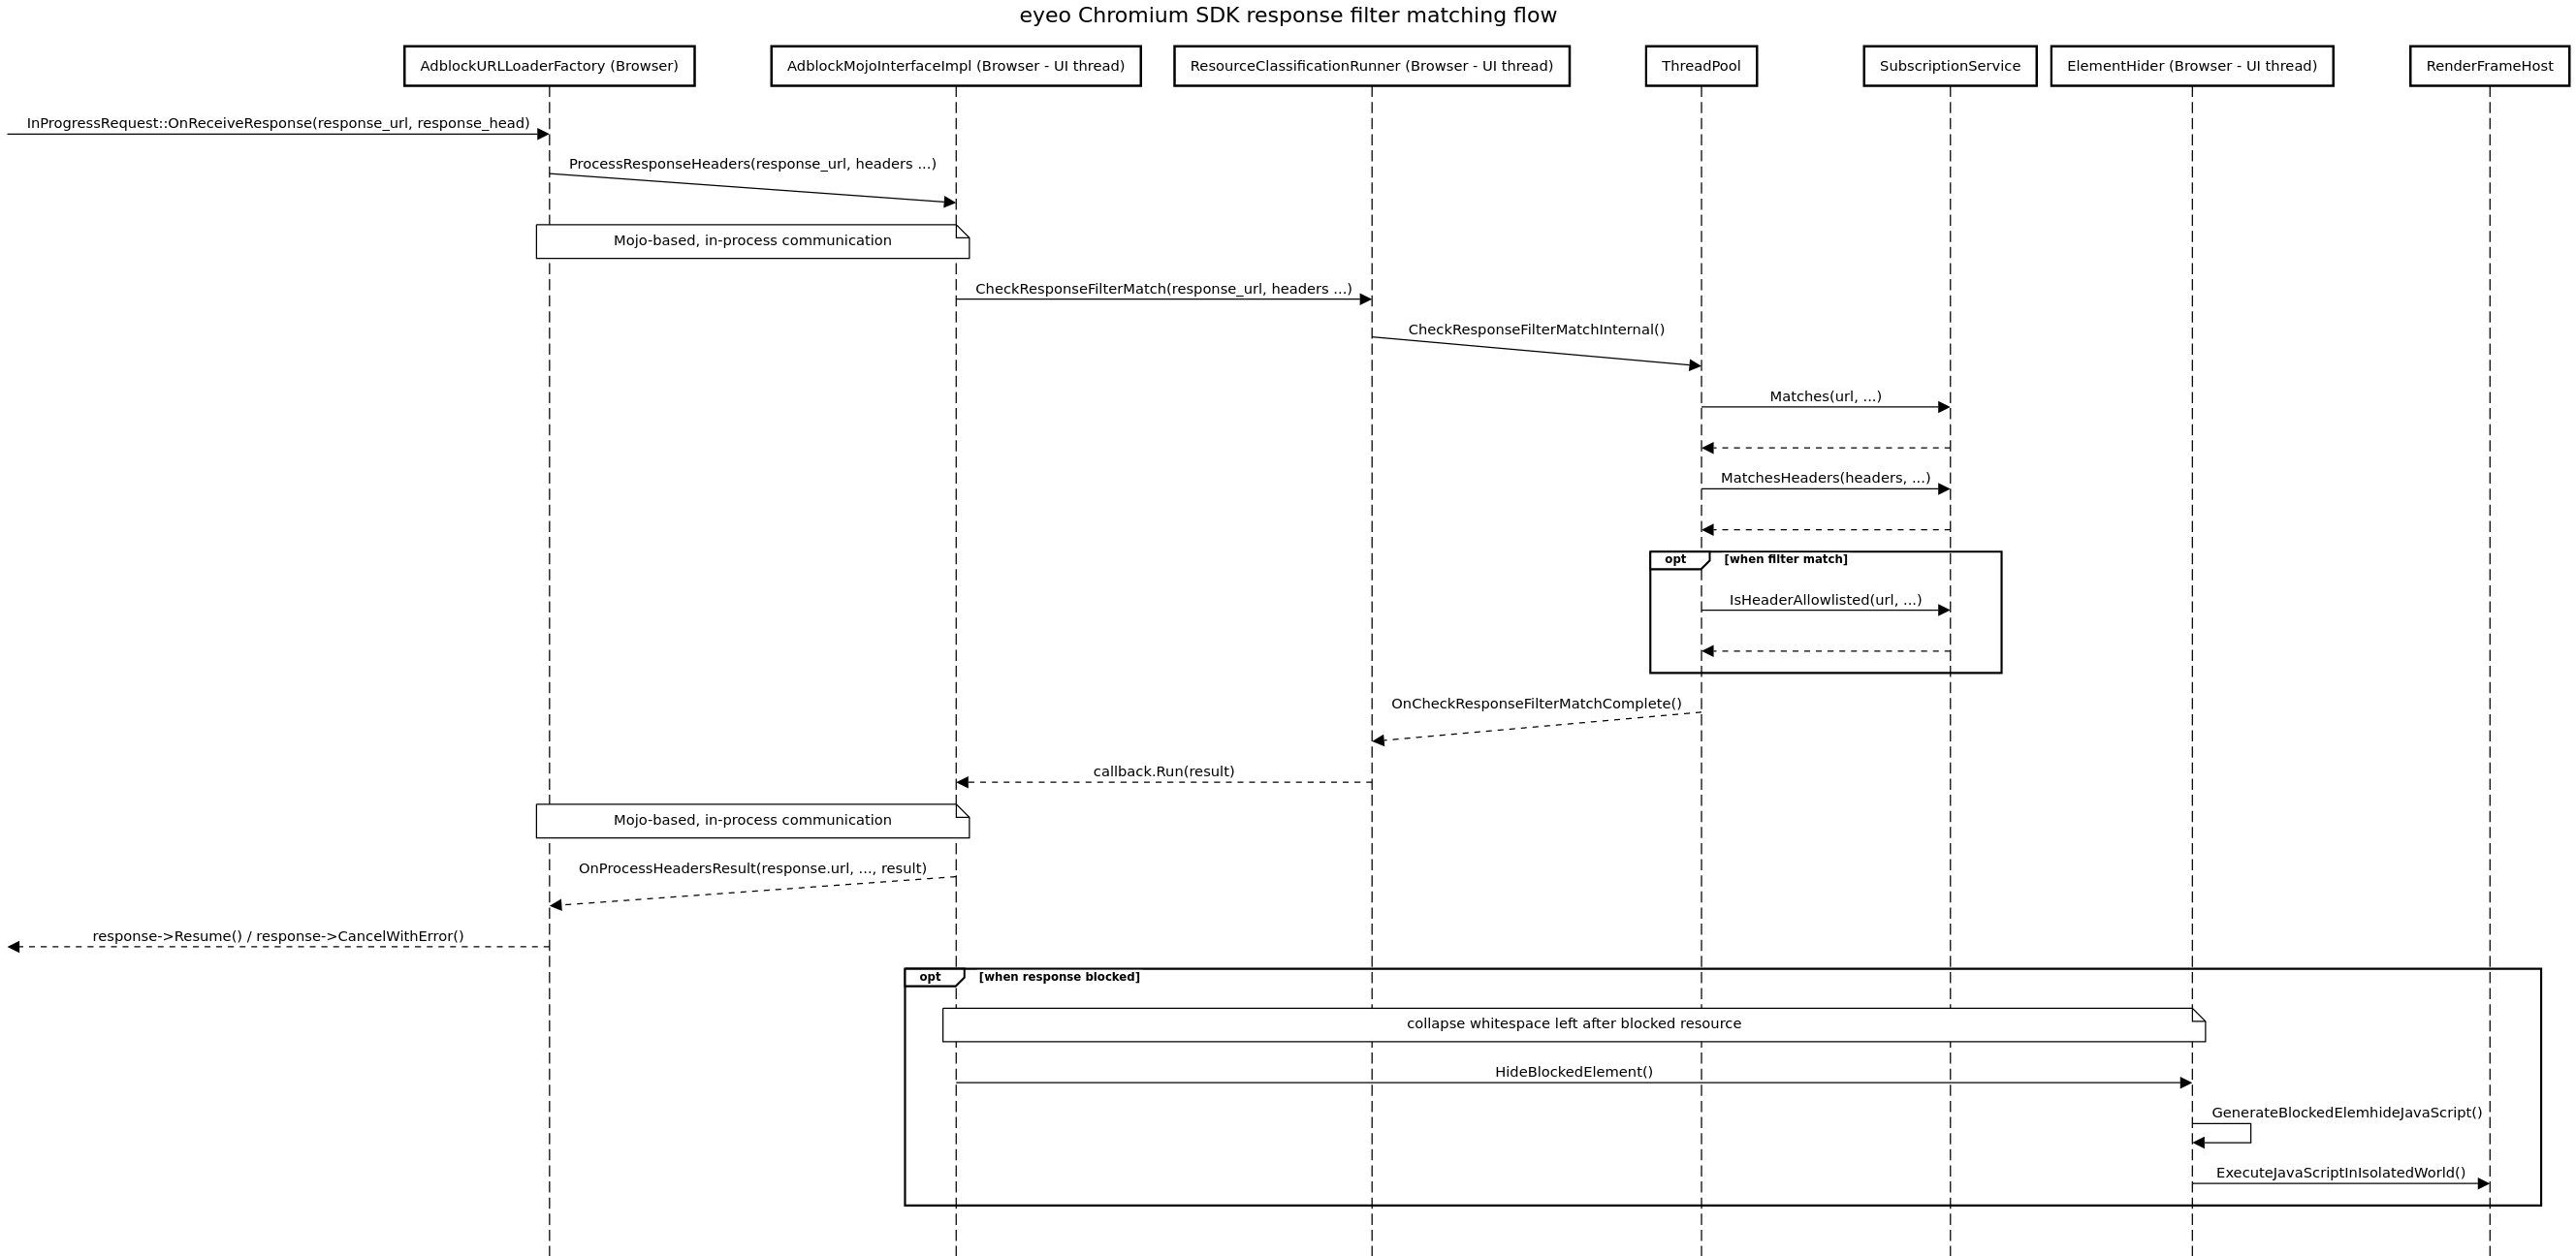 eyeo Chromium SDK response filter matching flow
AdblockURLLoaderFactory (Browser)
AdblockMojoInterfaceImpl (Browser - UI thread)
ResourceClassificationRunner (Browser - UI thread)
ThreadPool
SubscriptionService
ElementHider (Browser - UI thread)
RenderFrameHost
InProgressRequest::OnReceiveResponse(response_url, response_head)
ProcessResponseHeaders(response_url, headers ...)
Mojo-based, in-process communication
CheckResponseFilterMatch(response_url, headers ...)
CheckResponseFilterMatchInternal()
Matches(url, ...)
MatchesHeaders(headers, ...)
opt [when filter match]
IsHeaderAllowlisted(url, ...)
OnCheckResponseFilterMatchComplete()
callback.Run(result)
Mojo-based, in-process communication
OnProcessHeadersResult(response.url, ..., result)
response->Resume() / response->CancelWithError()
opt [when response blocked]
collapse whitespace left after blocked resource
HideBlockedElement()
GenerateBlockedElemhideJavaScript()
ExecuteJavaScriptInIsolatedWorld()